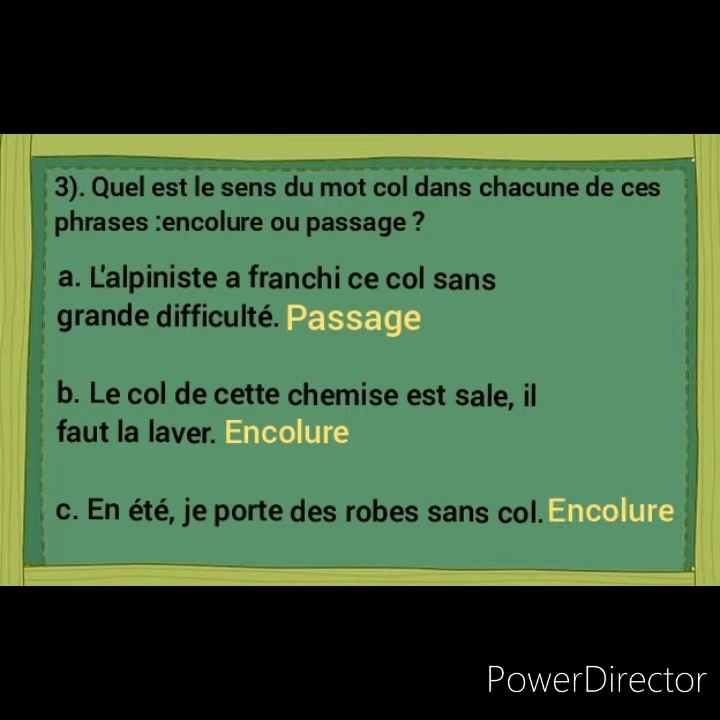 3). Quel est le sens du mot col dans chacune de ces
phrases :encolure ou passage ?
a. L'alpiniste a franchi ce col sans
grande difficulté. Passage
b. Le col de cette chemise est sale, il
faut la laver. Encolure
c. En été, je porte des robes sans col. Encolure
PowerDirector